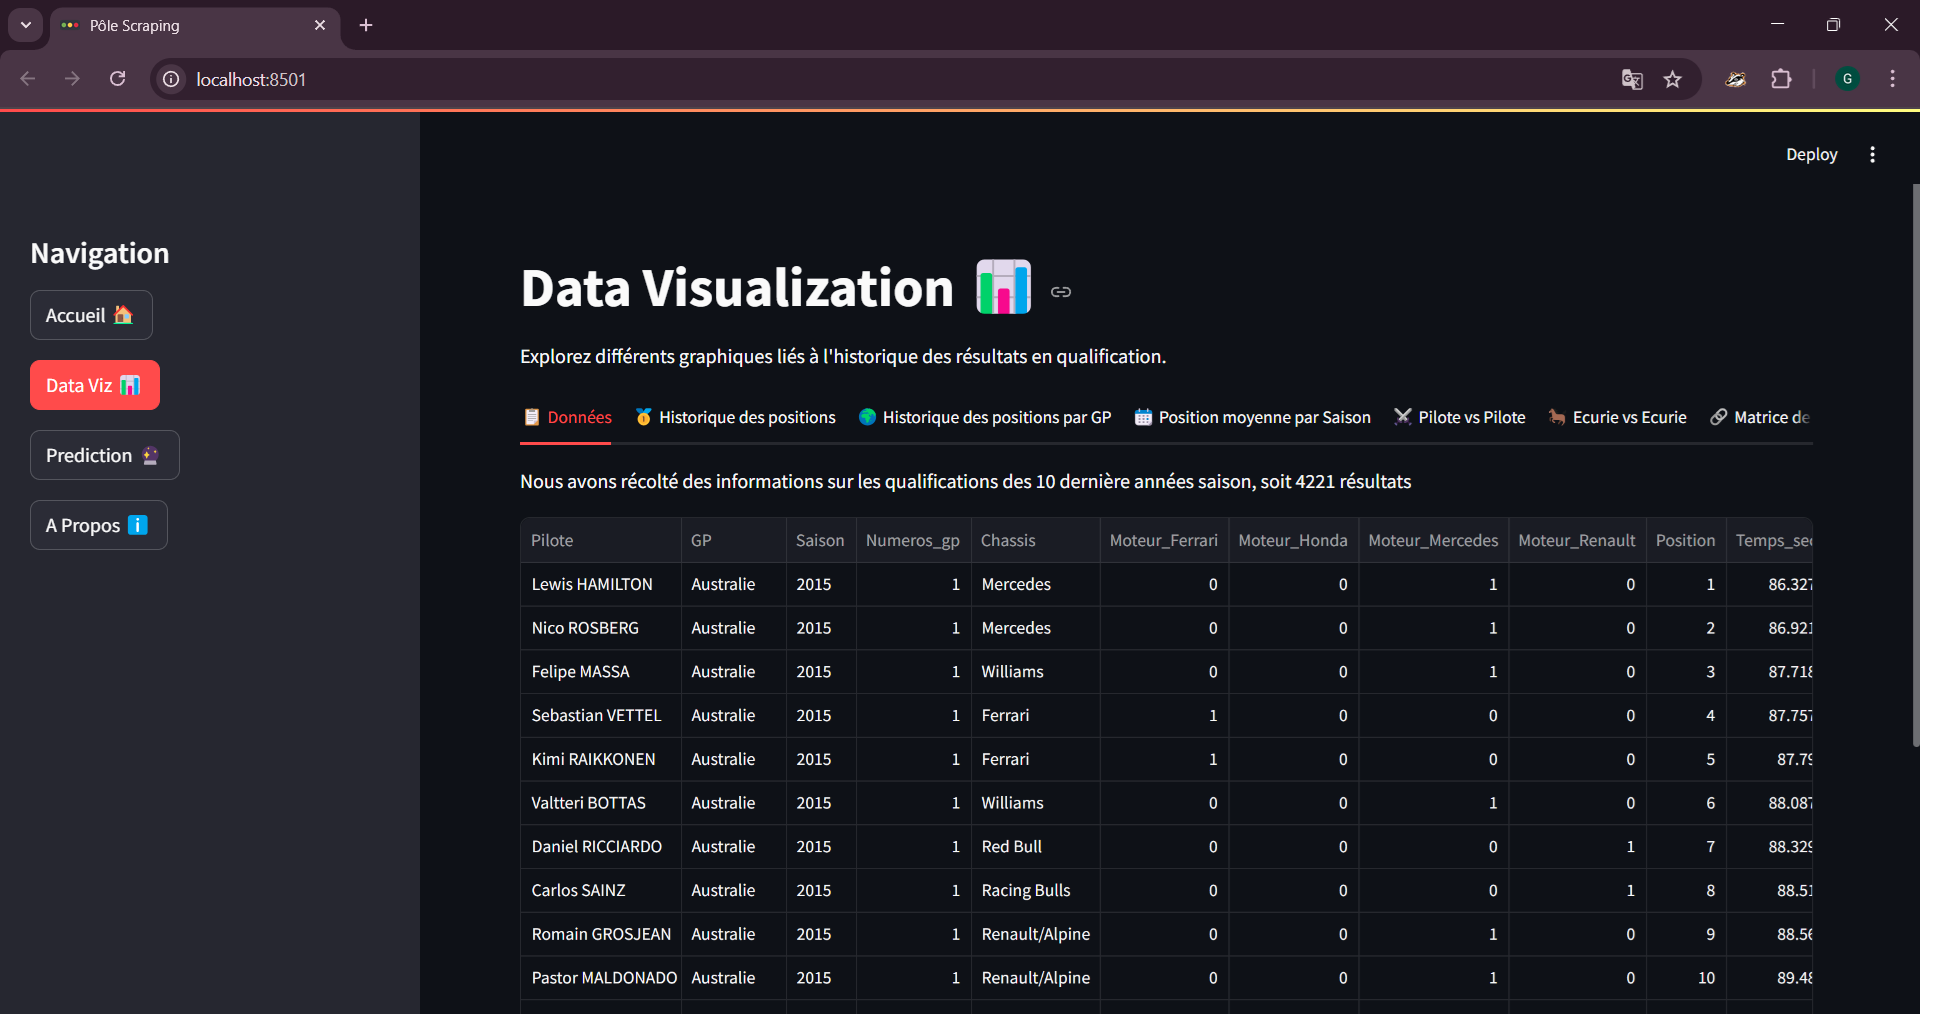 Pôle Scraping
localhost:8501
G
Deploy
Navigation
Accueil
Data Viz
Prediction
A Propos
Data Visualization
Explorez différents graphiques liés à l'historique des résultats en qualification.
Données Historique des positions Historique des positions par GP Position moyenne par Saison Pilote vs Pilote Ecurie vs Ecurie Matrice de
Nous avons récolté des informations sur les qualifications des 10 dernière années saison, soit 4221 résultats
Pilote GP Saison Numeros_gp Chassis Moteur_Ferrari Moteur_Honda Moteur_Mercedes Moteur_Renault Position Temps_sec
Lewis HAMILTON Australie 2015 1 Mercedes 0 0 1 0 1 86.327
Nico ROSBERG Australie 2015 1 Mercedes 0 0 1 0 2 86.921
Felipe MASSA Australie 2015 1 Williams 0 0 1 0 3 87.718
Sebastian VETTEL Australie 2015 1 Ferrari 1 0 0 0 4 87.757
Kimi RAIKKONEN Australie 2015 1 Ferrari 1 0 0 0 5 87.79
Valtteri BOTTAS Australie 2015 1 Williams 0 0 1 0 6 88.087
Daniel RICCIARDO Australie 2015 1 Red Bull 0 0 0 1 7 88.329
Carlos SAINZ Australie 2015 1 Racing Bulls 0 0 0 1 8 88.51
Romain GROSJEAN Australie 2015 1 Renault/Alpine 0 0 1 0 9 88.56
Pastor MALDONADO Australie 2015 1 Renault/Alpine 0 0 1 0 10 89.48